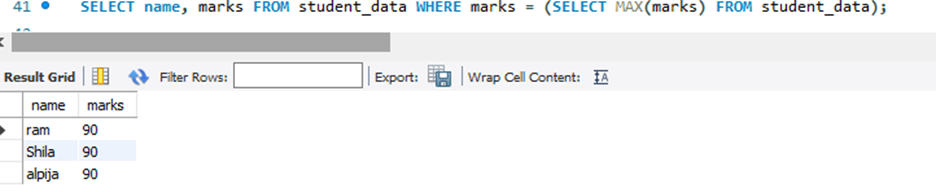 41 SELECT name, marks FROM student_data WHERE marks = (SELECT MAX(marks) FROM student_data);
Result Grid Filter Rows: Export: Wrap Cell Content:
name marks
ram 90
Shila 90
alpija 90